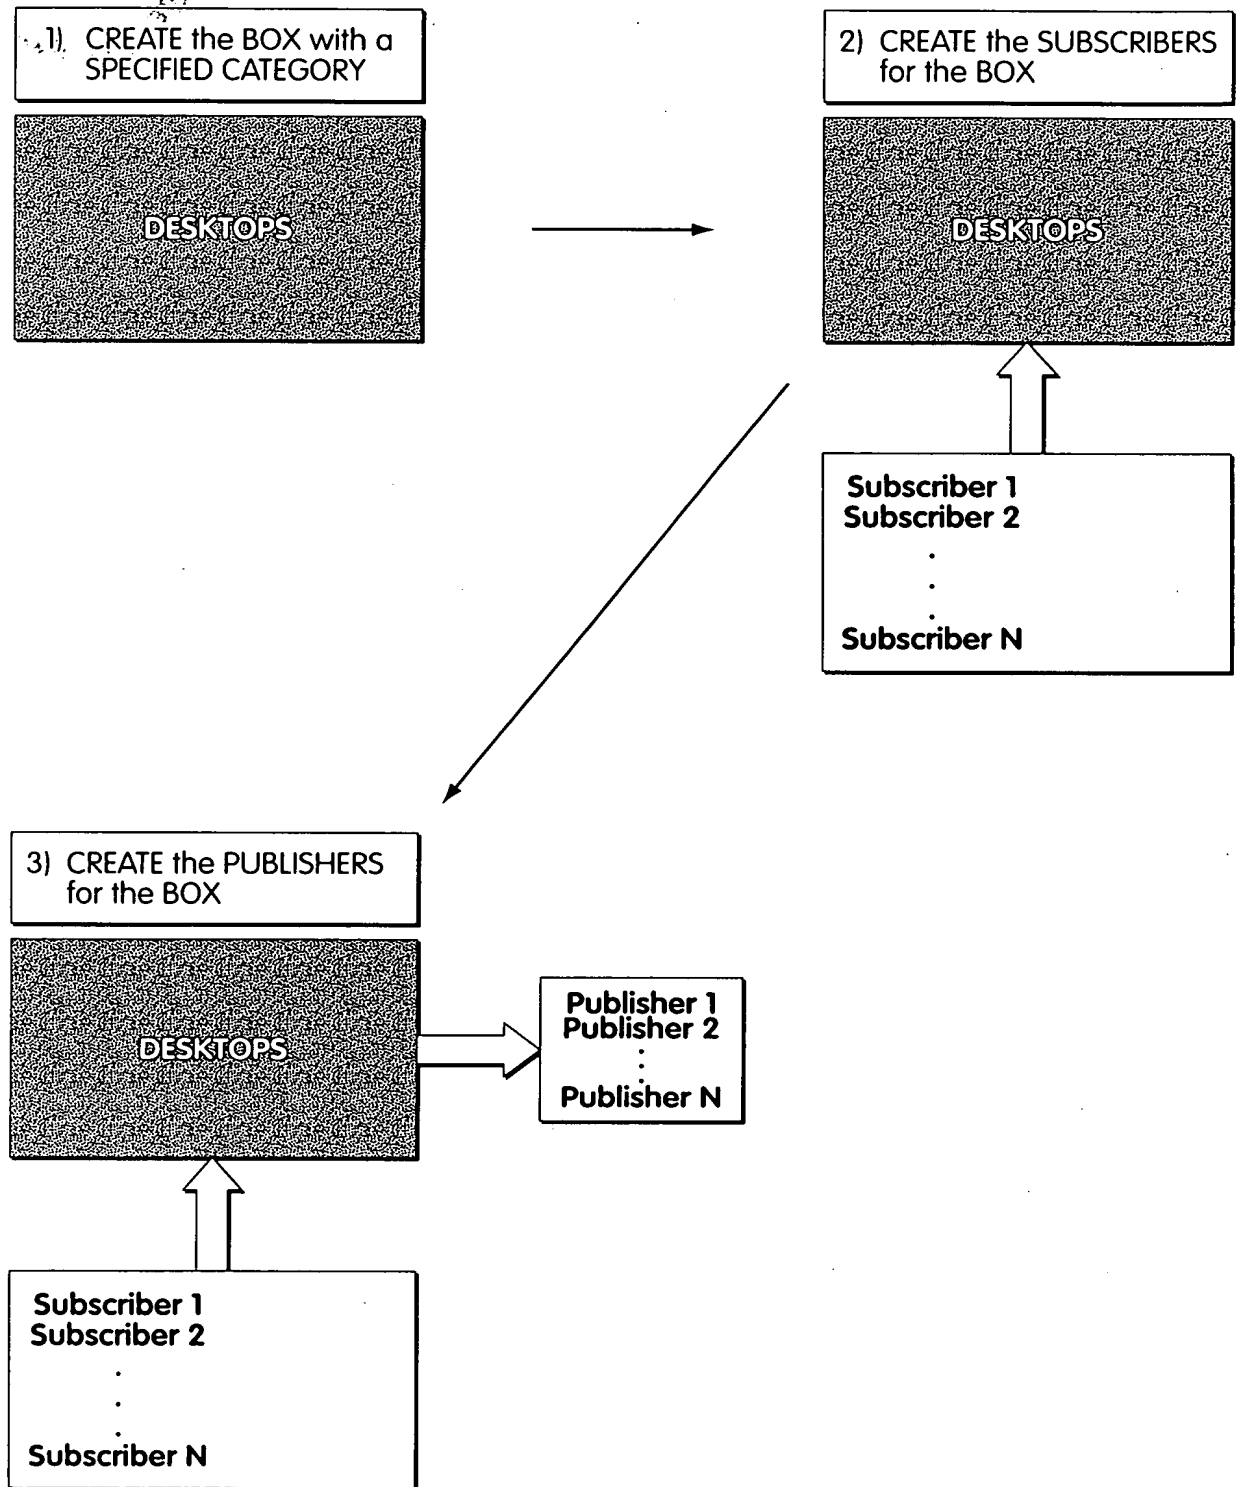 1) CREATE the BOX with a
SPECIFIED CATEGORY
DESKTOPS
2) CREATE the SUBSCRIBERS
for the BOX
DESKTOPS
Subscriber 1
Subscriber 2
.
.
.
Subscriber N
3) CREATE the PUBLISHERS
for the BOX
DESKTOPS
Publisher 1
Publisher 2
.
.
.
Publisher N
Subscriber 1
Subscriber 2
.
.
.
Subscriber N